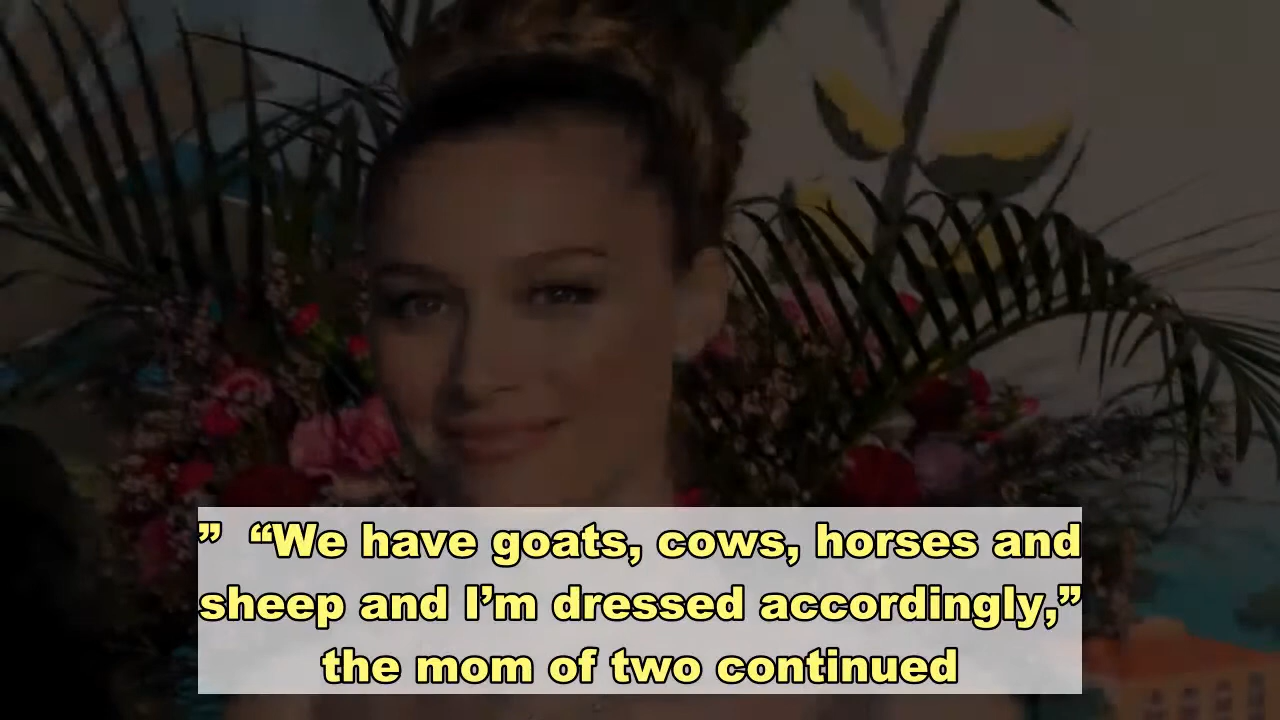 ”  “We have goats, cows, horses and
sheep and I’m dressed accordingly,”
the mom of two continued